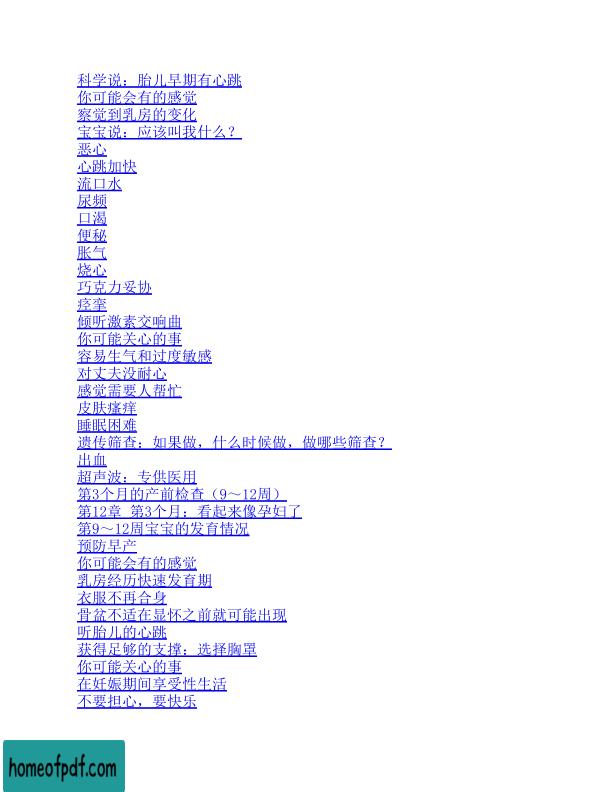 科学说：胎儿早期有心跳
你可能会有的感觉
察觉到乳房的变化
宝宝说：应该叫我什么？
恶心
心跳加快
流口水
尿频
口渴
便秘
胀气
烧心
巧克力妥协
痉挛
倾听激素交响曲
你可能关心的事
容易生气和过度敏感
对丈夫没耐心
感觉需要人帮忙
皮肤瘙痒
睡眠困难
遗传筛查：如果做，什么时候做，做哪些筛查？
出血
超声波：专供医用
第3个月的产前检查（9～12周）
第12章 第3个月：看起来像孕妇了
第9～12周宝宝的发育情况
预防早产
你可能会有的感觉
乳房经历快速发育期
衣服不再合身
骨盆不适在显怀之前就可能出现
听胎儿的心跳
获得足够的支撑：选择胸罩
你可能关心的事
在妊娠期间享受性生活
不要担心，要快乐
homeofpdf.com